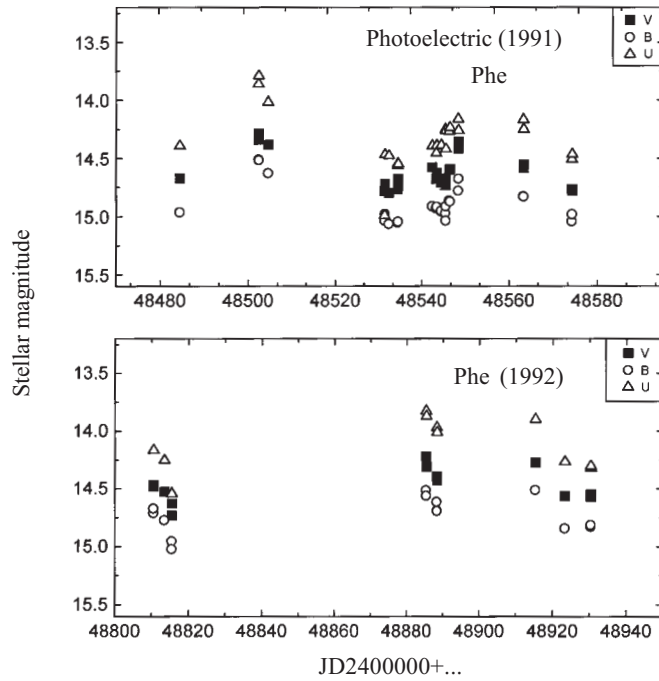 13.5
14.0
14.5
15.0
15.5
Photoelectric (1991)
Phe
V
B
U
48480
48500
48520
48540
48560
48580
Stellar magnitude
13.5
14.0
14.5
15.0
15.5
Phe (1992)
V
B
U
48800
48820
48840
48860
48880
48900
48920
48940
JD2400000+...